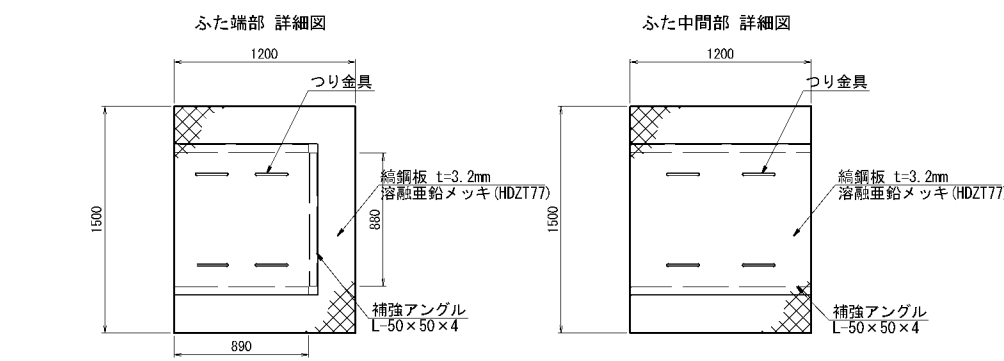 ふた端部 詳細図
1200
つり金具
縞鋼板 t=3.2mm
溶融亜鉛メッキ(HDZT77)
1500
880
補強アングル
L-50×50×4
890
ふた中間部 詳細図
1200
つり金具
縞鋼板 t=3.2mm
溶融亜鉛メッキ(HDZT77)
1500
補強アングル
L-50×50×4